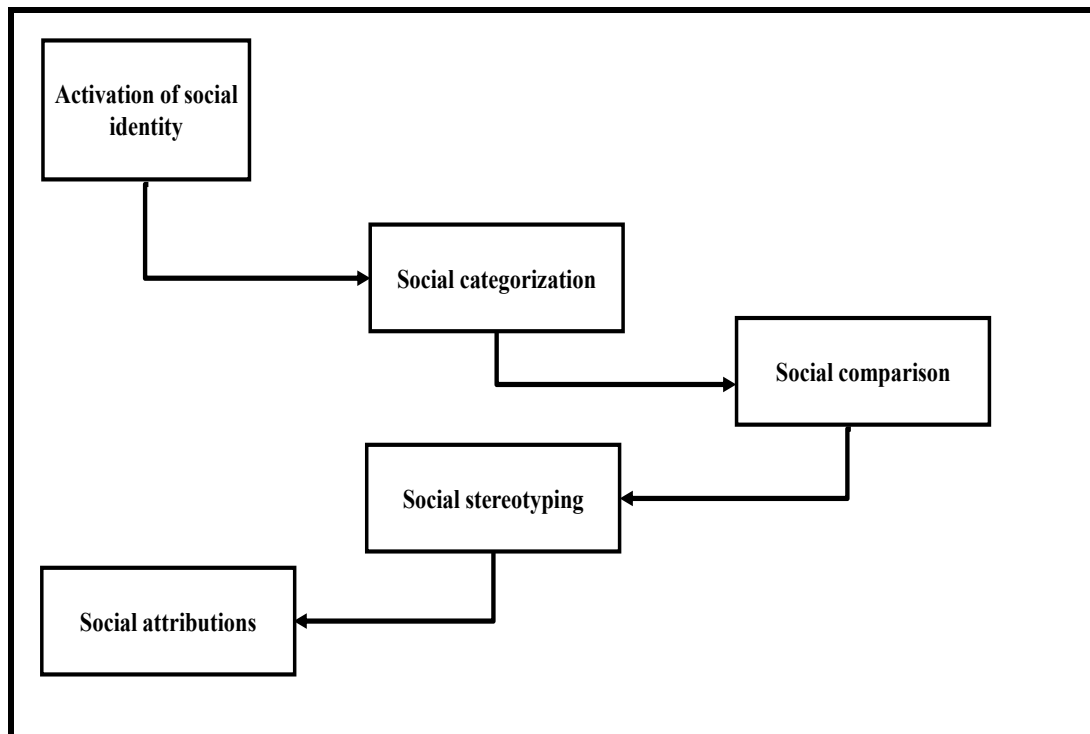 Activation of social
identity
Social categorization
Social comparison
Social stereotyping
Social attributions